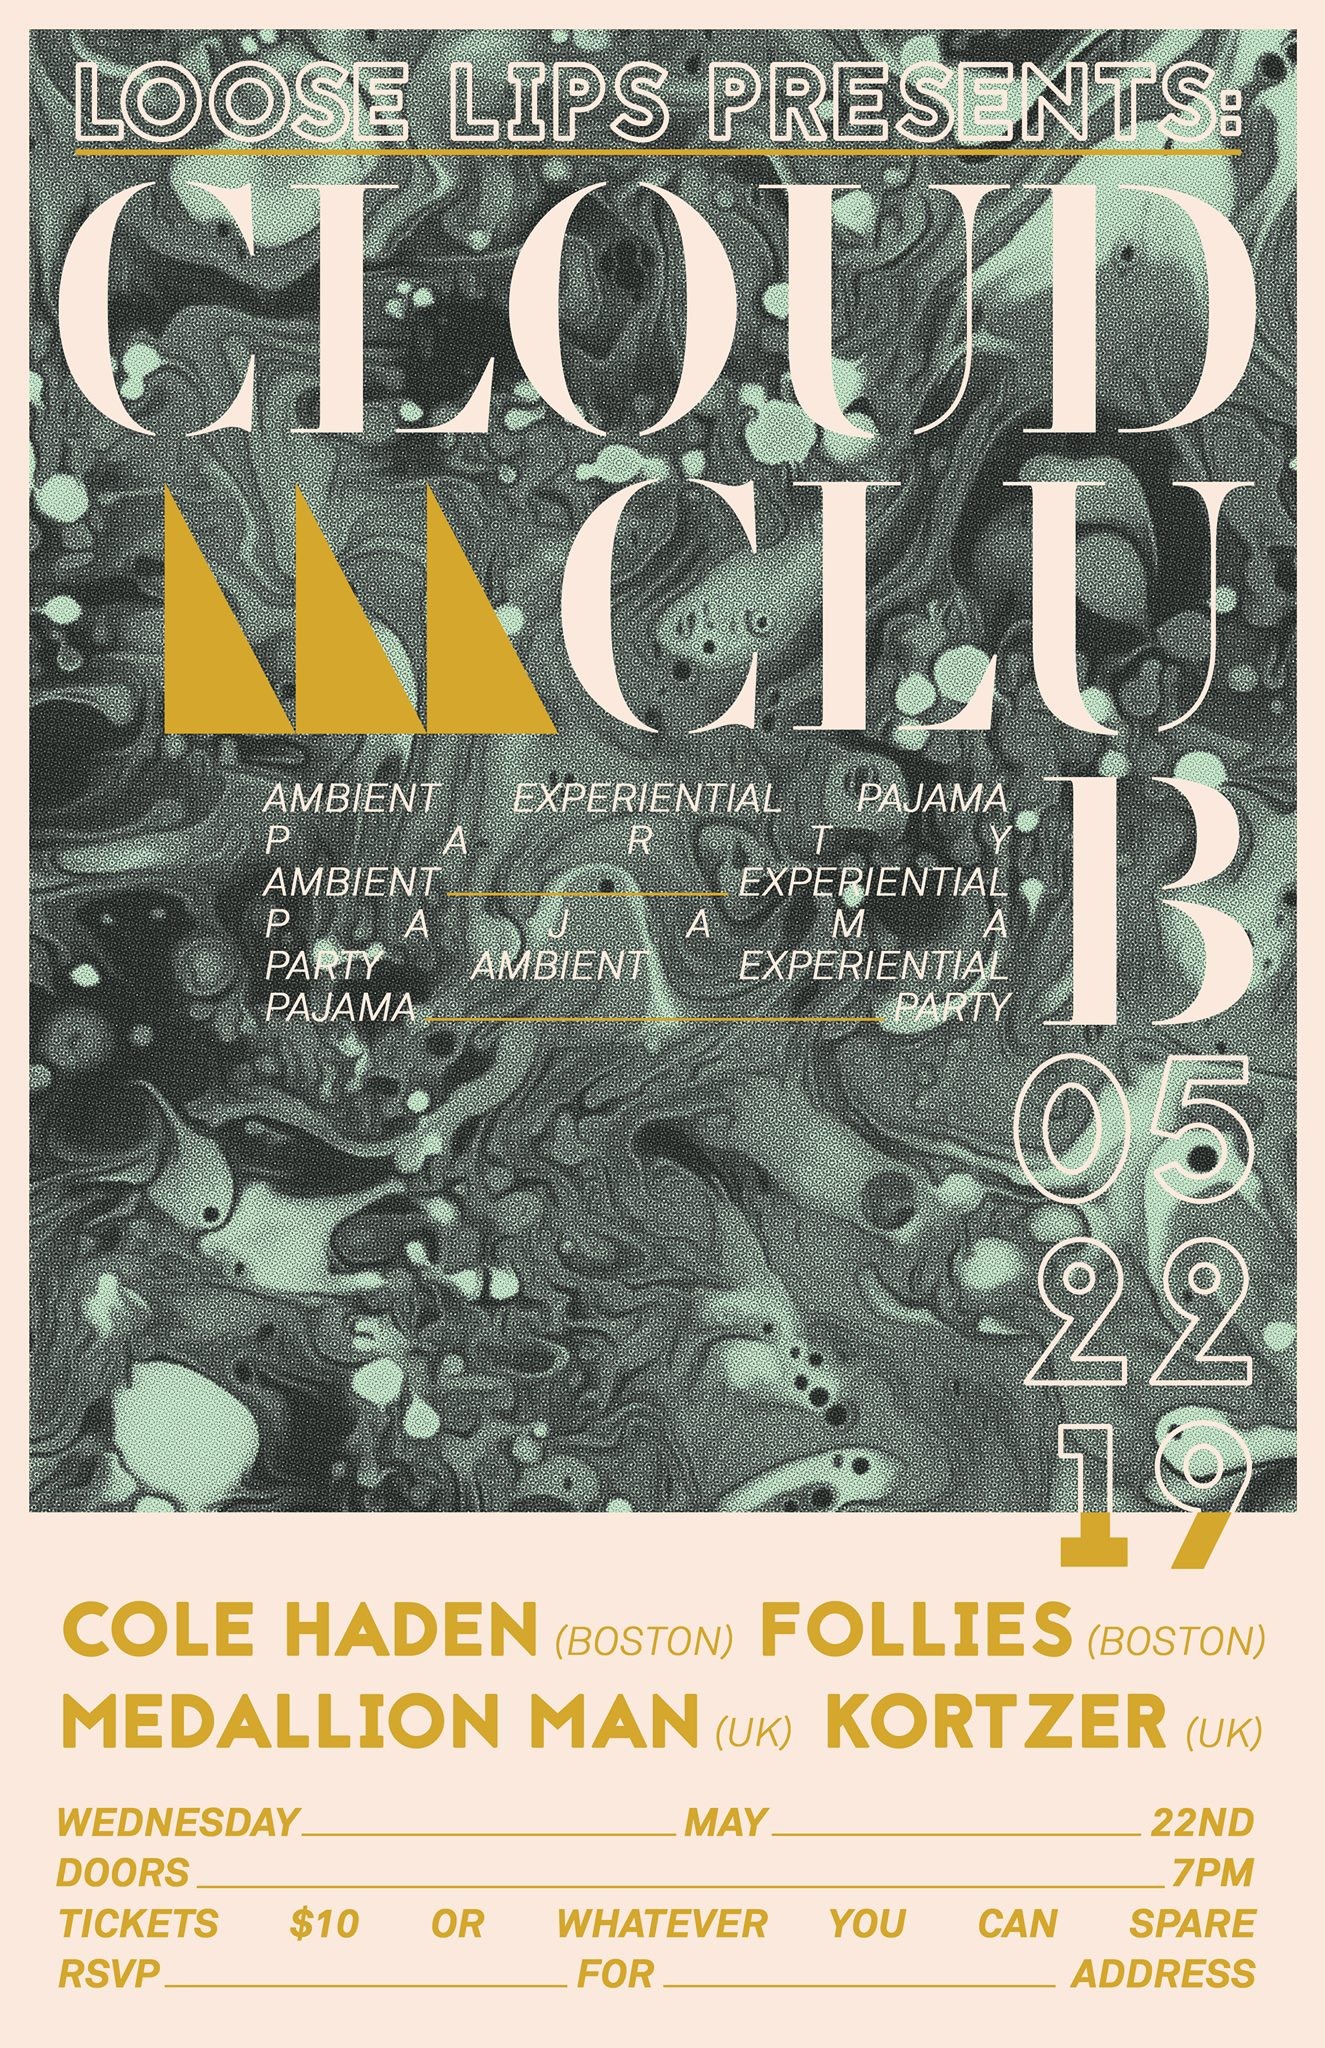 LOOSE LIPS PRESENTS:
CLOUD
CLU
B
AMBIENT EXPERIENTIAL PAJAMA
P A R T Y
AMBIENT EXPERIENTIAL
P A J A M A
PARTY AMBIENT EXPERIENTIAL
PAJAMA PARTY
05
22
19
COLE HADEN (BOSTON) FOLLIES (BOSTON)
MEDALLION MAN (UK) KORTZER (UK)
WEDNESDAY MAY 22ND
DOORS 7PM
TICKETS $10 OR WHATEVER YOU CAN SPARE
RSVP FOR ADDRESS